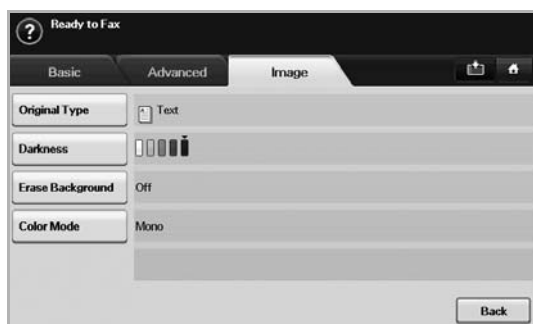 Ready to Fax
Basic Advanced Image
Original Type Text
Darkness
Erase Background Off
Color Mode Mono
Back